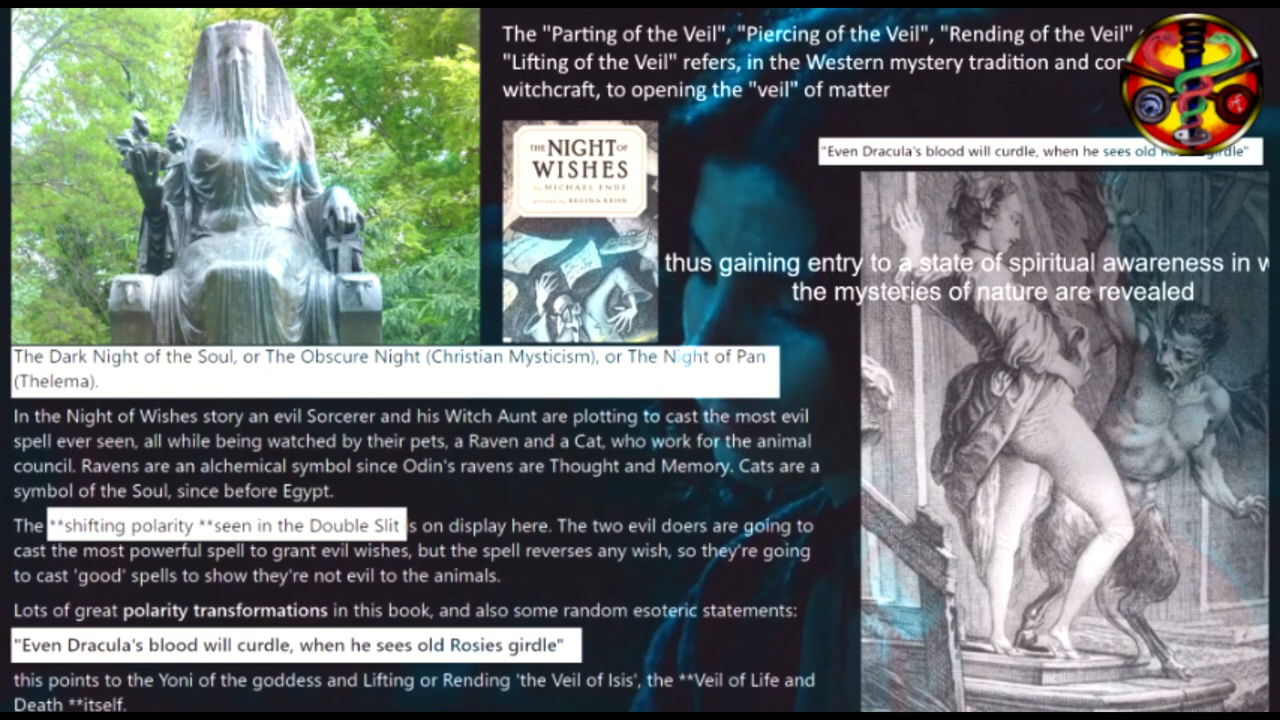 The "Parting of the Veil", "Piercing of the Veil", "Rending of the Veil"
"Lifting of the Veil" refers, in the Western mystery tradition and
witchcraft, to opening the "veil" of matter
THE NIGHT OF
WISHES
by MICHAEL ENDE
pictures by REGINA KEHN
"Even Dracula's blood will curdle, when he sees old girdle"
thus gaining entry to a state of spiritual awareness in
the mysteries of nature are revealed
The Dark Night of the Soul, or The Obscure Night (Christian Mysticism), or The Night of Pan
(Thelema).
In the Night of Wishes story an evil Sorcerer and his Witch Aunt are plotting to cast the most evil
spell ever seen, all while being watched by their pets, a Raven and a Cat, who work for the animal
council. Ravens are an alchemical symbol since Odin's ravens are Thought and Memory. Cats are a
symbol of the Soul, since before Egypt.
The **shifting polarity **seen in the Double Slit is on display here. The two evil doers are going to
cast the most powerful spell to grant evil wishes, but the spell reverses any wish, so they're going
to cast 'good' spells to show they're not evil to the animals.
Lots of great polarity transformations in this book, and also some random esoteric statements:
"Even Dracula's blood will curdle, when he sees old Rosies girdle"
this points to the Yoni of the goddess and Lifting or Rending 'the Veil of Isis', the **Veil of Life and
Death **itself.